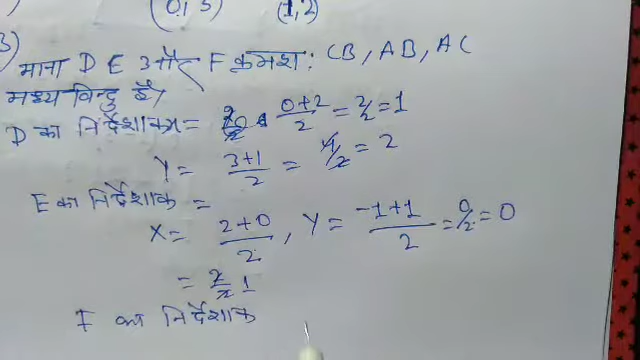 (0,3) (1,2)
3)
माना D E और F क्रमश: CB, AB, AC
मध्य बिन्दु है।
D का निर्देशांक x = 0+2/2 = 2/2 = 1
Y = 3+1/2 = 4/2 = 2
E का निर्देशांक =
X = 2+0/2, Y = -1+1/2 = 0/2 = 0
= 2/2 1
F का निर्देशांक